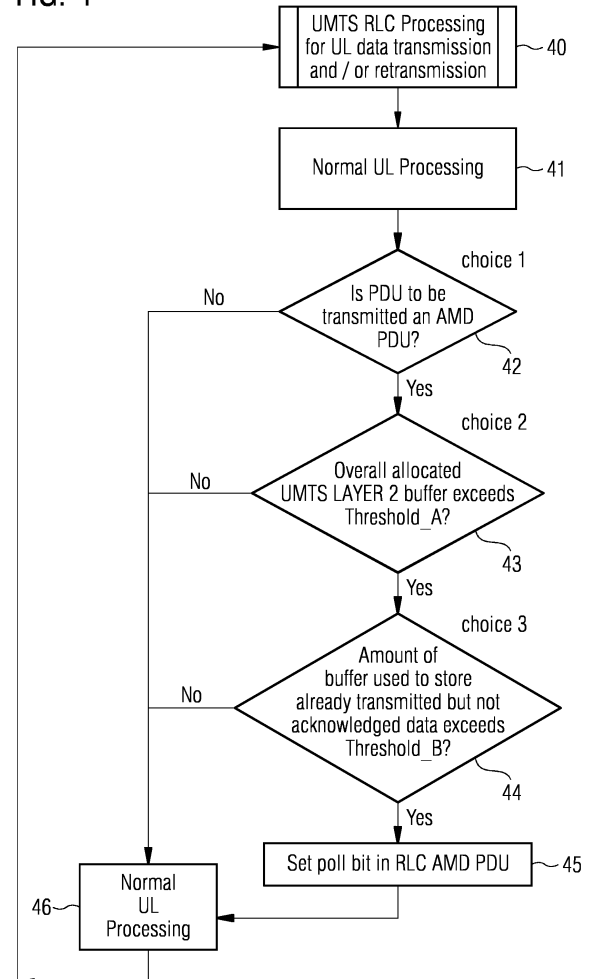 UMTS RLC Processing
for UL data transmission
and / or retransmission
40
Normal UL Processing
41
choice 1
Is PDU to be
transmitted an AMD
PDU?
42
No
Yes
choice 2
Overall allocated
UMTS LAYER 2 buffer exceeds
Threshold_A?
43
No
Yes
choice 3
Amount of
buffer used to store
already transmitted but not
acknowledged data exceeds
Threshold_B?
44
No
Yes
Set poll bit in RLC AMD PDU
45
Normal
UL
Processing
46